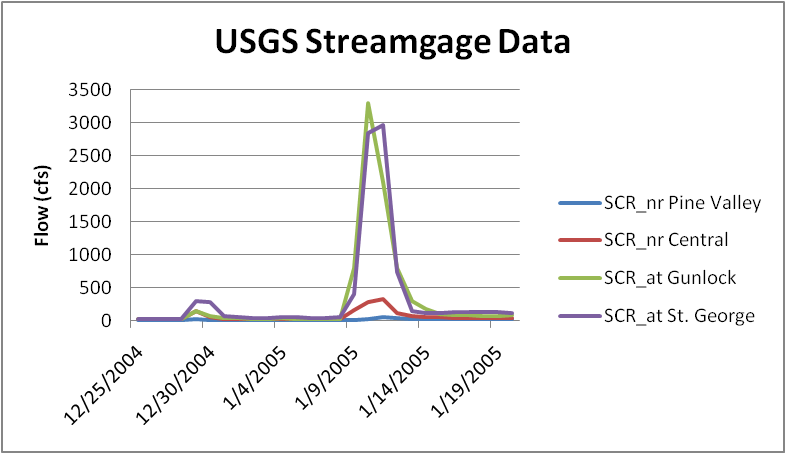 USGS Streamgage Data
Flow (cfs)
3500
3000
2500
2000
1500
1000
500
0
12/25/2004
12/30/2004
1/4/2005
1/9/2005
1/14/2005
1/19/2005
SCR_nr Pine Valley
SCR_nr Central
SCR_at Gunlock
SCR_at St. George